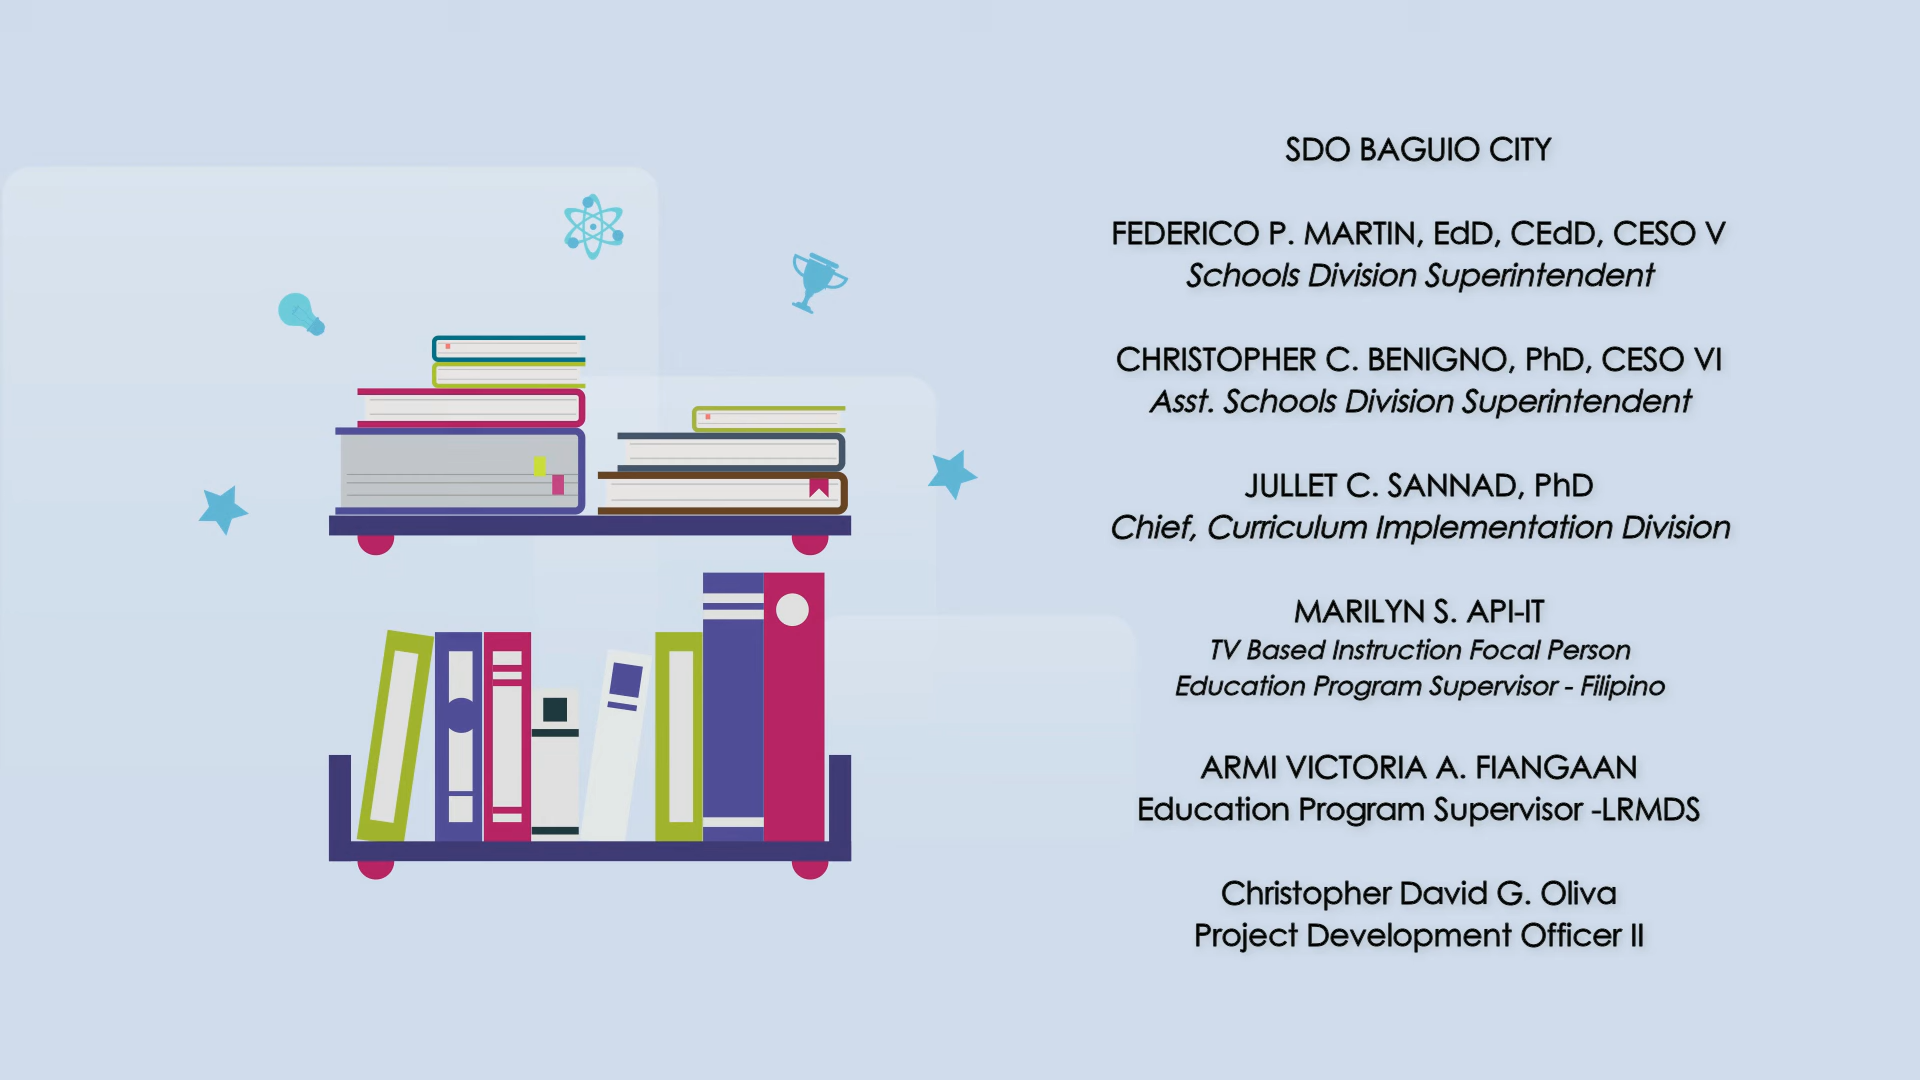 SDO BAGUIO CITY
FEDERICO P. MARTIN, EdD, CEdD, CESO V
Schools Division Superintendent
CHRISTOPHER C. BENIGNO, PhD, CESO VI
Asst. Schools Division Superintendent
JULLET C. SANNAD, PhD
Chief, Curriculum Implementation Division
MARILYN S. API-IT
TV Based Instruction Focal Person
Education Program Supervisor - Filipino
ARMI VICTORIA A. FIANGAAN
Education Program Supervisor -LRMDS
Christopher David G. Oliva
Project Development Officer II